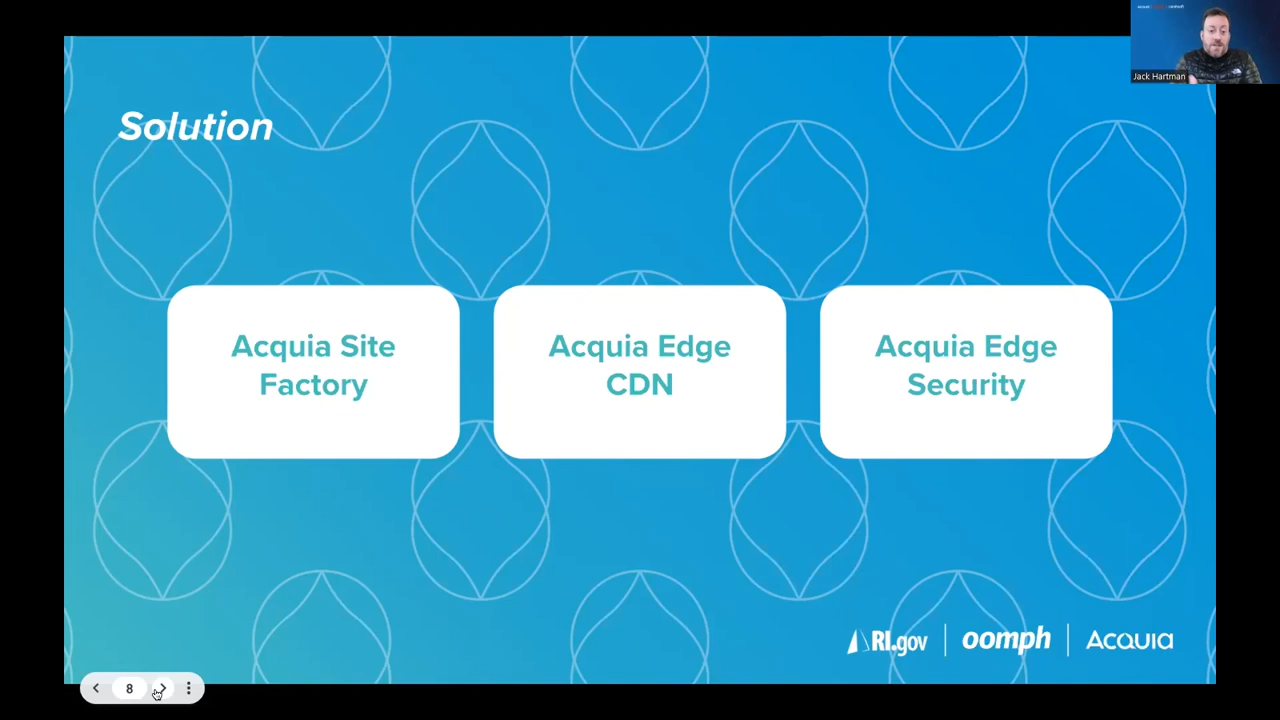 Jack Hartman
Solution
Acquia Site
Factory
Acquia Edge
CDN
Acquia Edge
Security
RI.gov
oomph
Acquia
8